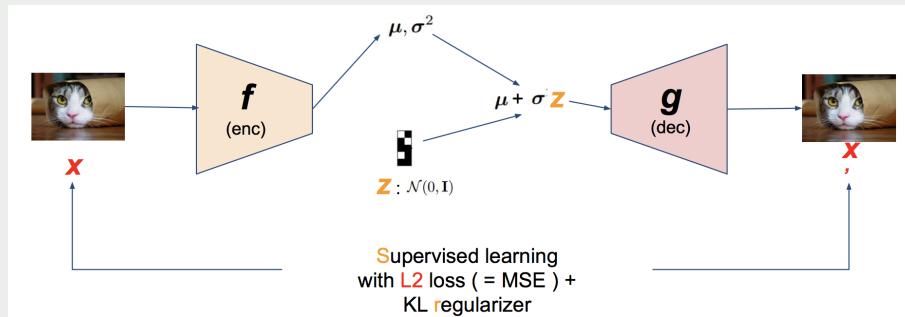 μ, σ²
f
(enc)
μ + σ z
g
(dec)
x
z : 𝒩(0, I)
x
,
Supervised learning
with L2 loss ( = MSE ) +
KL regularizer